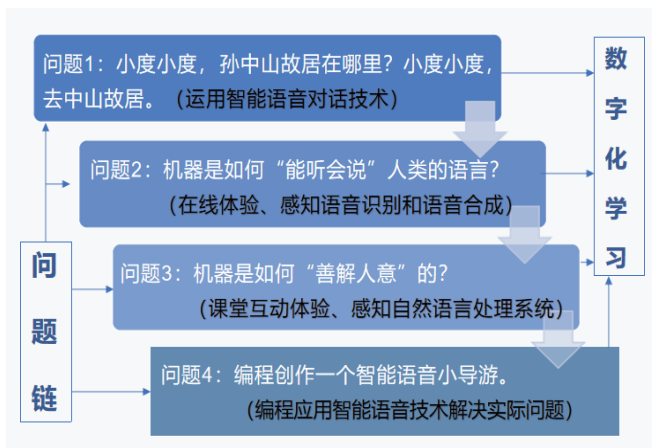 问题1：小度小度，孙中山故居在哪里？小度小度，
去中山故居。（运用智能语音对话技术）
问题2：机器是如何“能听会说”人类的语言？
（在线体验、感知语音识别和语音合成）
问题3：机器是如何“善解人意”的？
（课堂互动体验、感知自然语言处理系统）
问题4：编程创作一个智能语音小导游。
（编程应用智能语音技术解决实际问题）
问
题
链
数
字
化
学
习